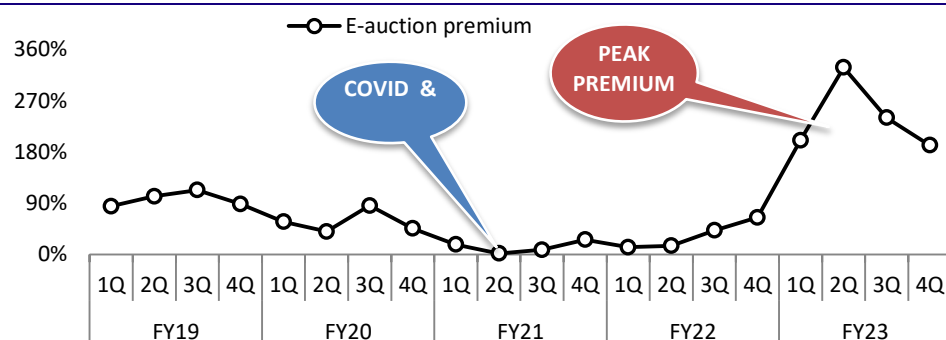 E-auction premium
360%
270%
180%
90%
0%
COVID &
PEAK
PREMIUM
1Q 2Q 3Q 4Q 1Q 2Q 3Q 4Q 1Q 2Q 3Q 4Q 1Q 2Q 3Q 4Q 1Q 2Q 3Q 4Q
FY19 FY20 FY21 FY22 FY23